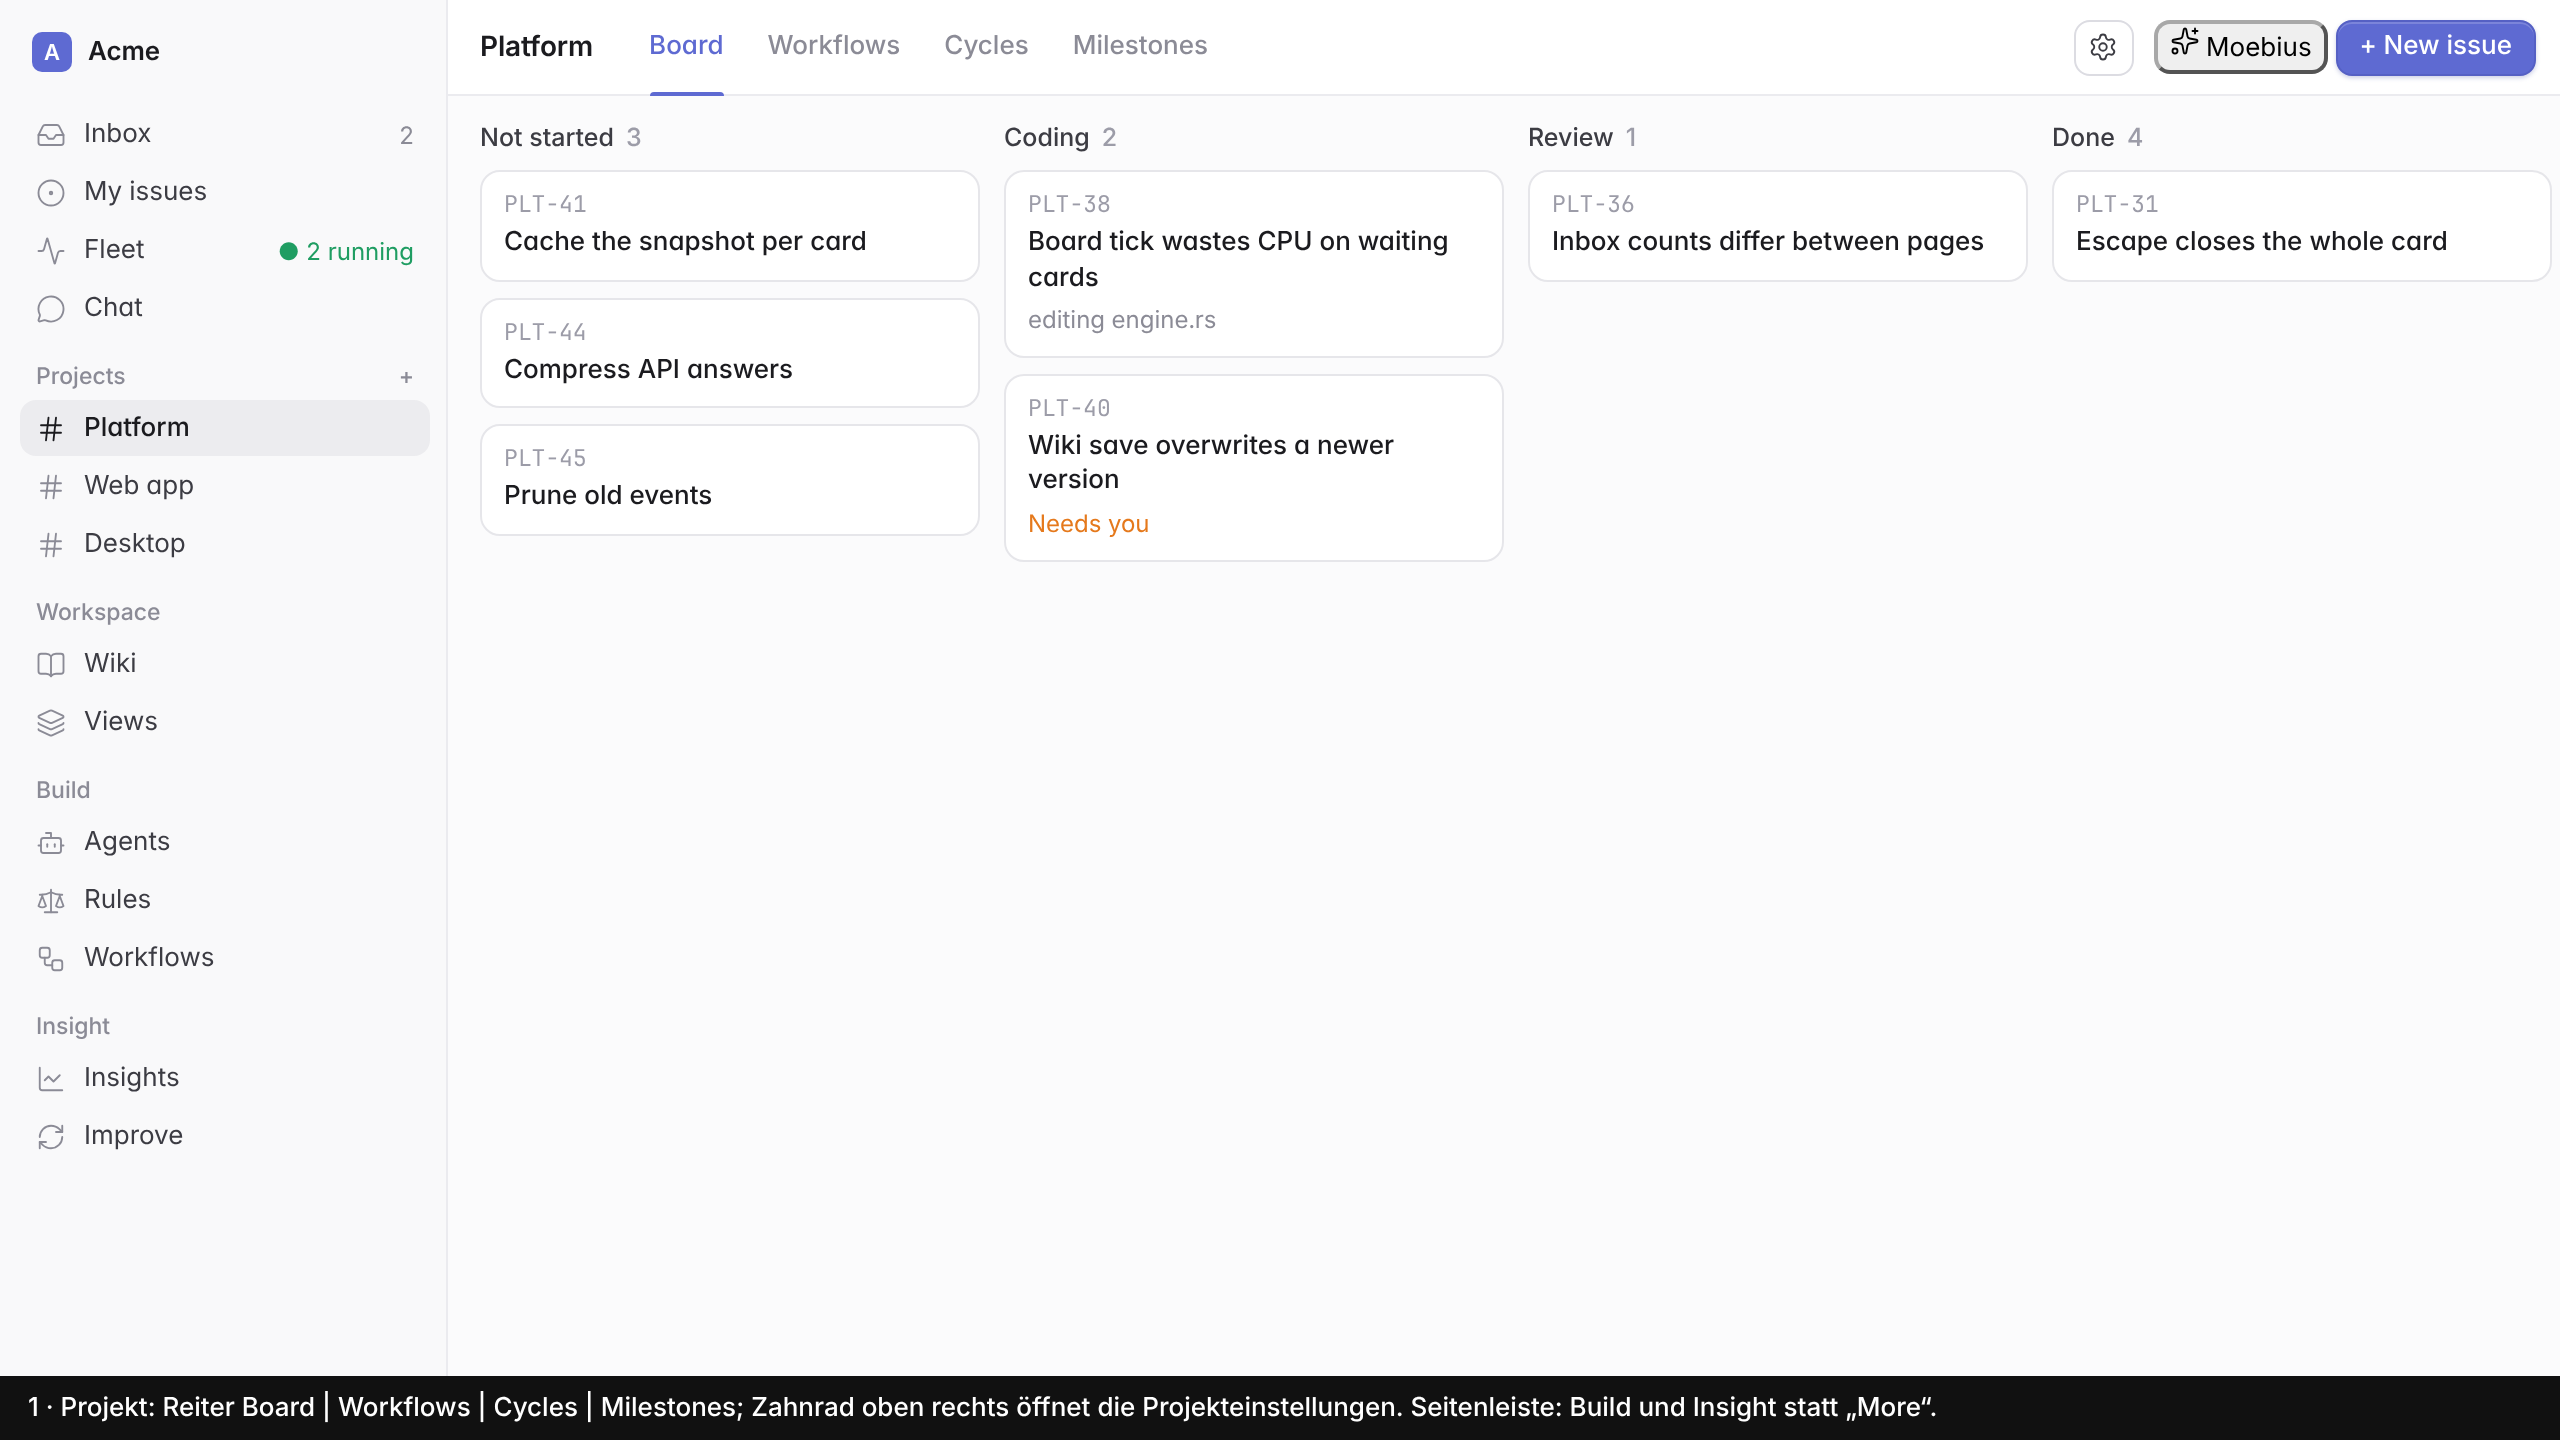 A Acme
Inbox 2
My issues
Fleet 2 running
Chat
Projects +
Platform
Web app
Desktop
Workspace
Wiki
Views
Build
Agents
Rules
Workflows
Insight
Insights
Improve
Platform Board Workflows Cycles Milestones
Moebius + New issue
Not started 3
PLT-41
Cache the snapshot per card
PLT-44
Compress API answers
PLT-45
Prune old events
Coding 2
PLT-38
Board tick wastes CPU on waiting
cards
editing engine.rs
PLT-40
Wiki save overwrites a newer
version
Needs you
Review 1
PLT-36
Inbox counts differ between pages
Done 4
PLT-31
Escape closes the whole card
1 · Projekt: Reiter Board | Workflows | Cycles | Milestones; Zahnrad oben rechts öffnet die Projekteinstellungen. Seitenleiste: Build und Insight statt „More“.